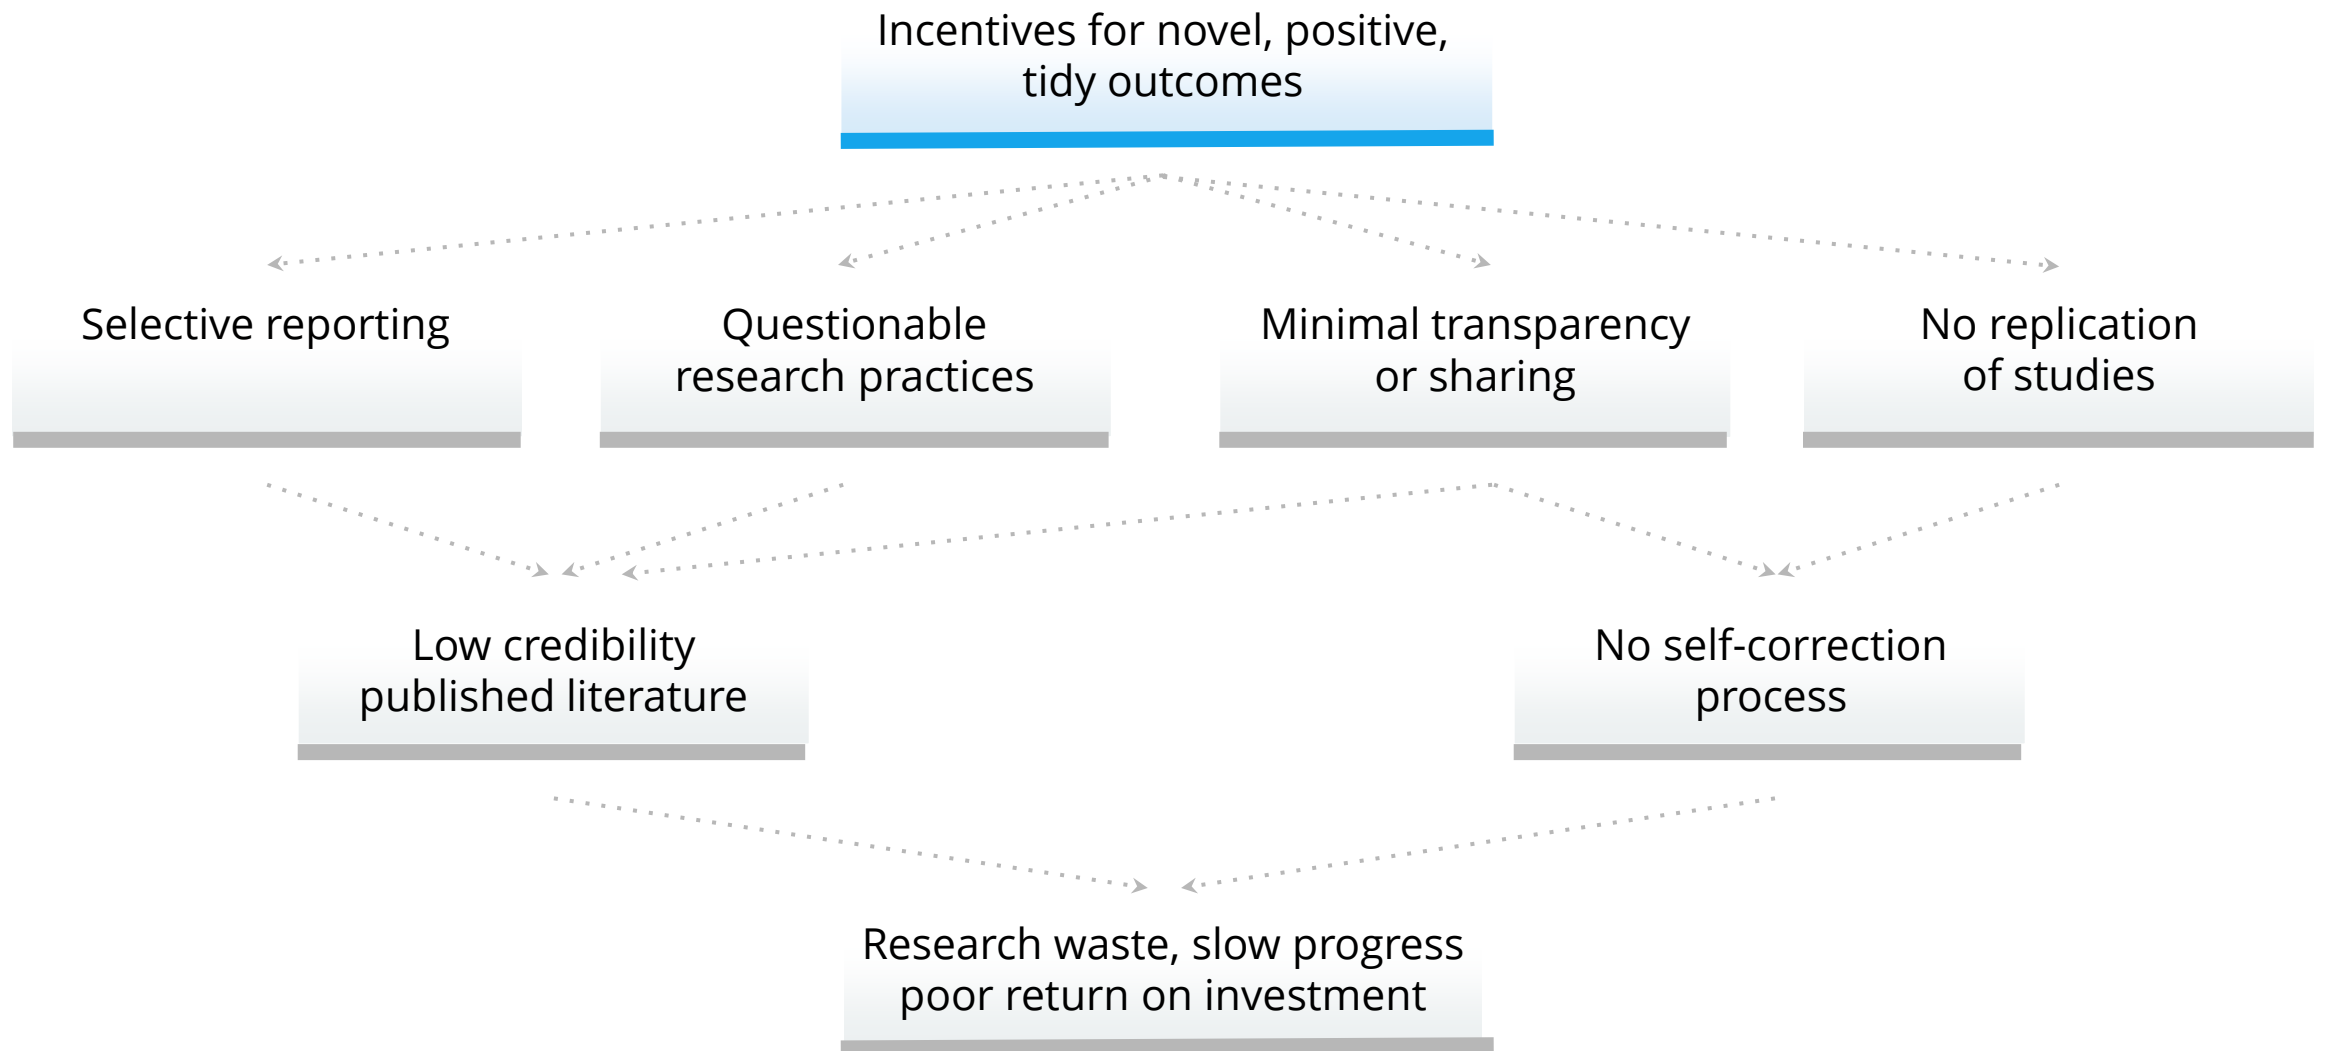 Incentives for novel, positive,
tidy outcomes
Selective reporting
Questionable
research practices
Minimal transparency
or sharing
No replication
of studies
Low credibility
published literature
No self-correction
process
Research waste, slow progress
poor return on investment